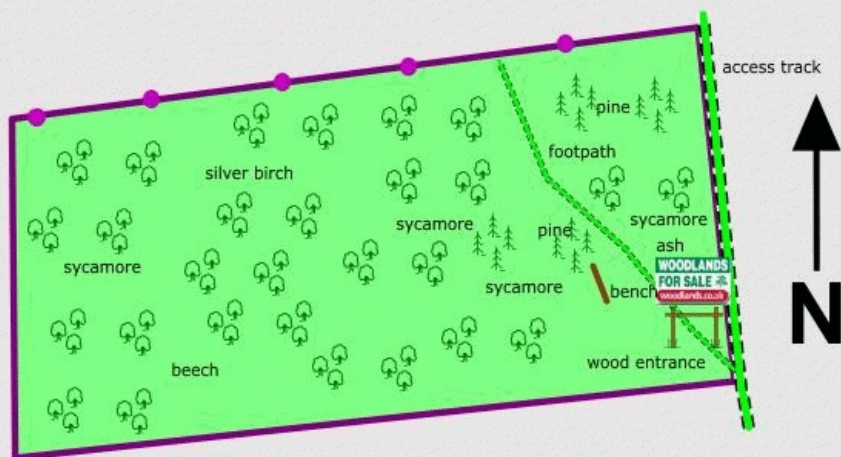 access track
pine
footpath
silver birch
sycamore
sycamore
pine
ash
sycamore
WOODLANDS
FOR SALE
woodlands.co.uk
sycamore
bench
N
wood entrance
beech